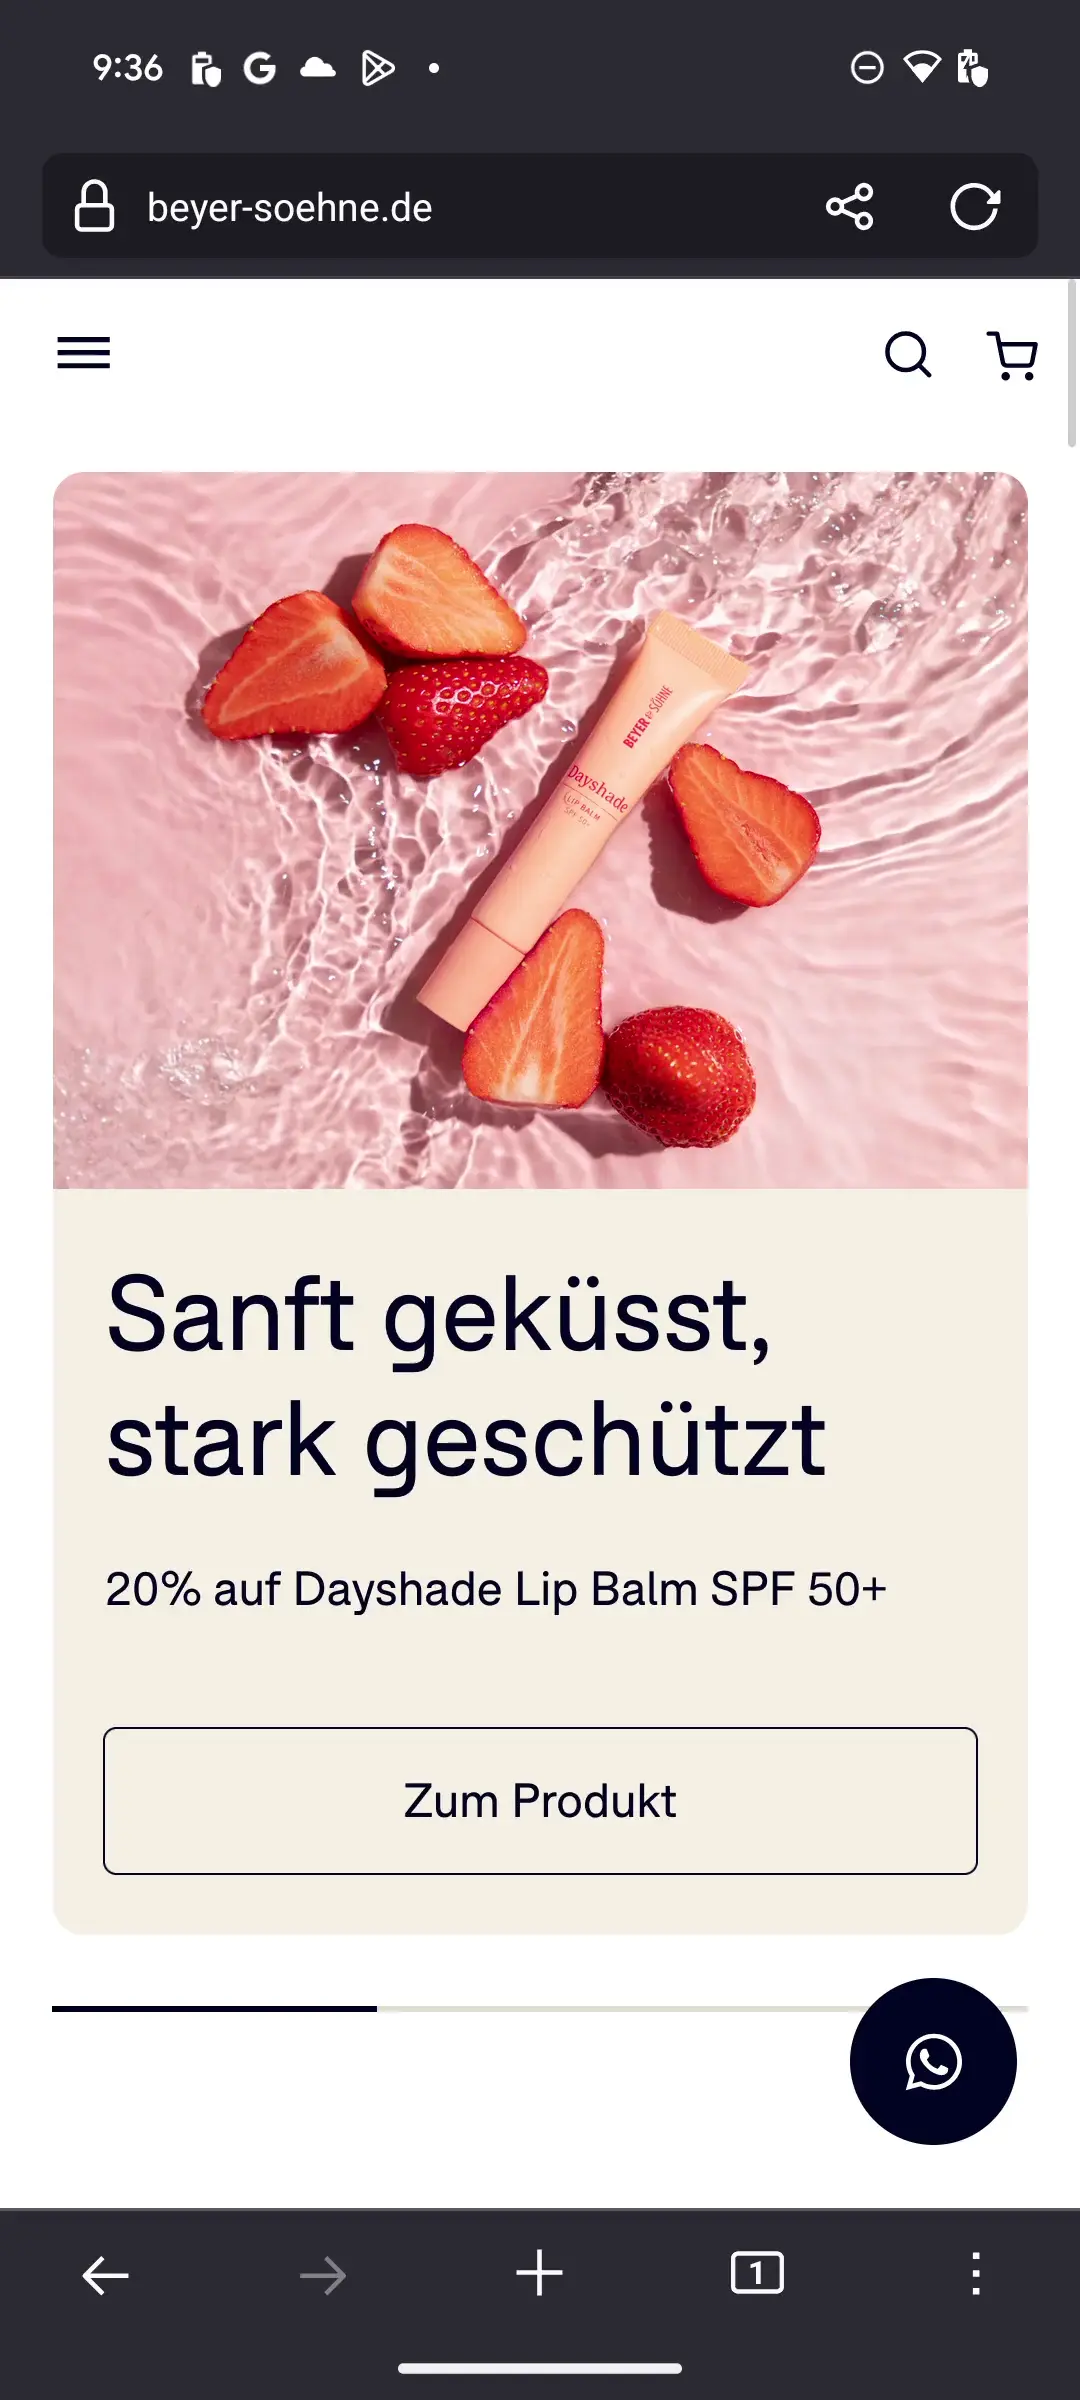 9:36
beyer-soehne.de
BEYER & SÖHNE
Dayshade
LIP BALM
SPF 50+
Sanft geküsst,
stark geschützt
20% auf Dayshade Lip Balm SPF 50+
Zum Produkt
1